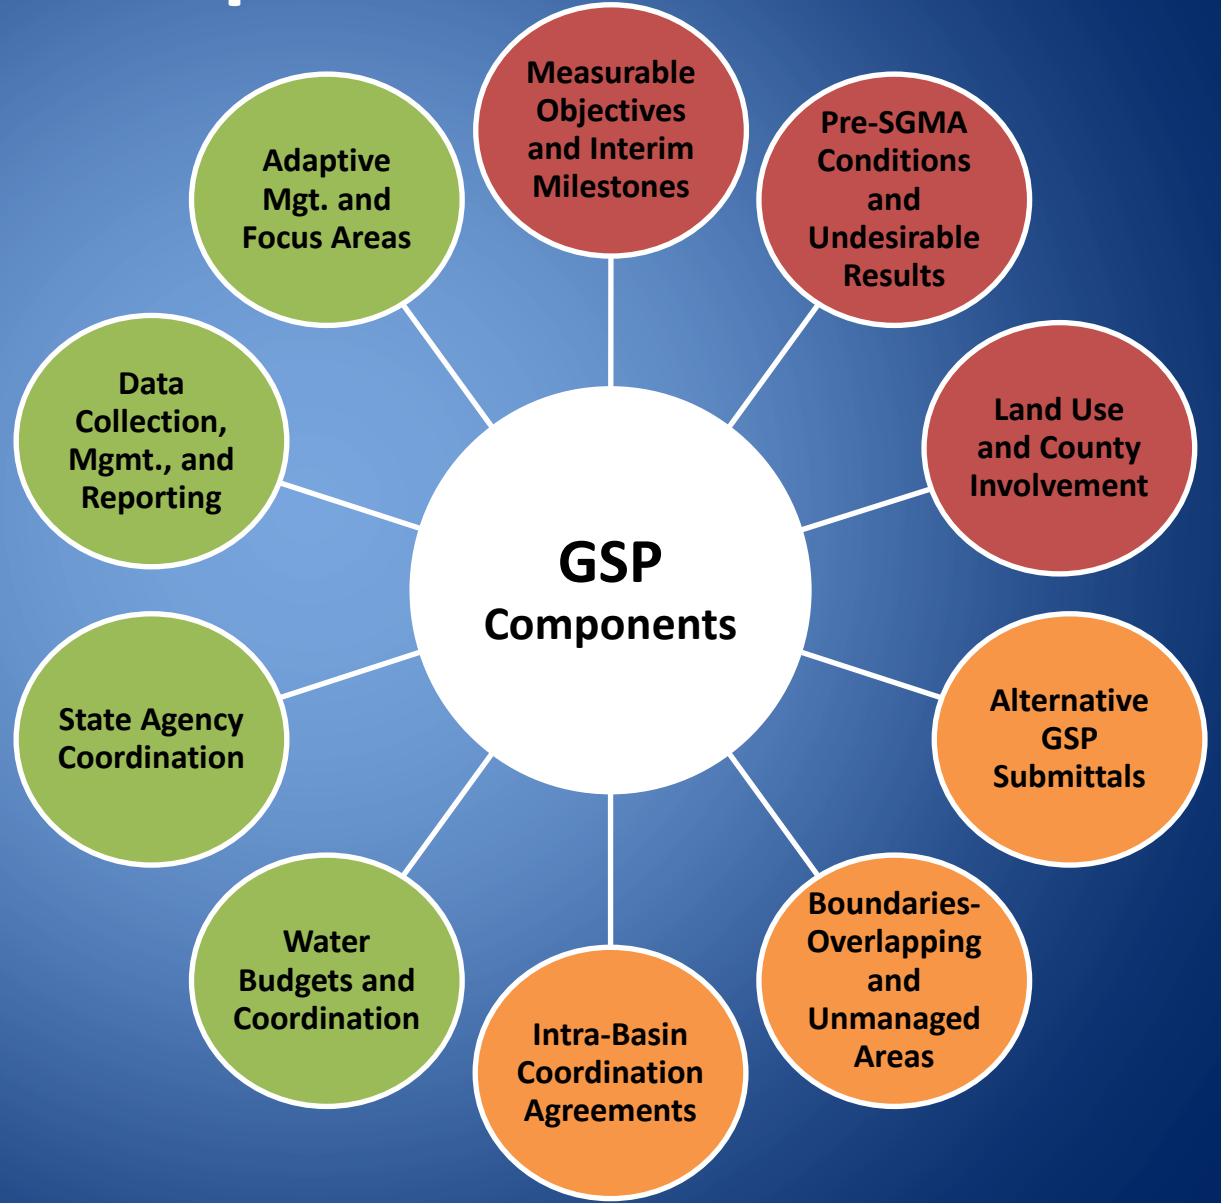 Measurable
Objectives
and Interim
Milestones
Pre-SGMA
Conditions
and
Undesirable
Results
Land Use
and County
Involvement
Alternative
GSP
Submittals
Boundaries-
Overlapping
and
Unmanaged
Areas
Intra-Basin
Coordination
Agreements
Water
Budgets and
Coordination
State Agency
Coordination
Data
Collection,
Mgmt., and
Reporting
Adaptive
Mgt. and
Focus Areas
GSP
Components